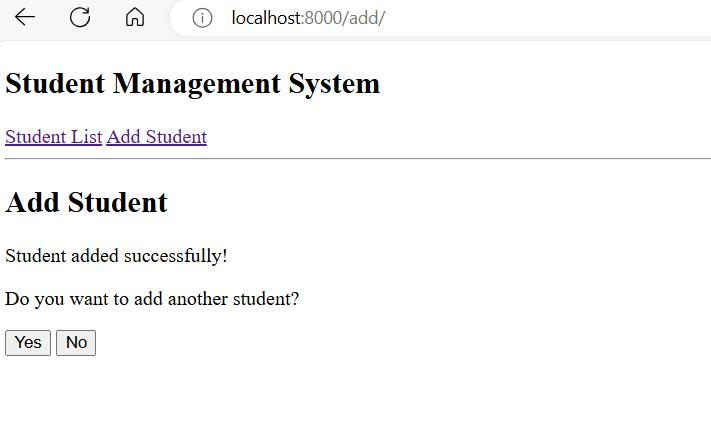 localhost:8000/add/
Student Management System
Student List Add Student
Add Student
Student added successfully!
Do you want to add another student?
Yes No